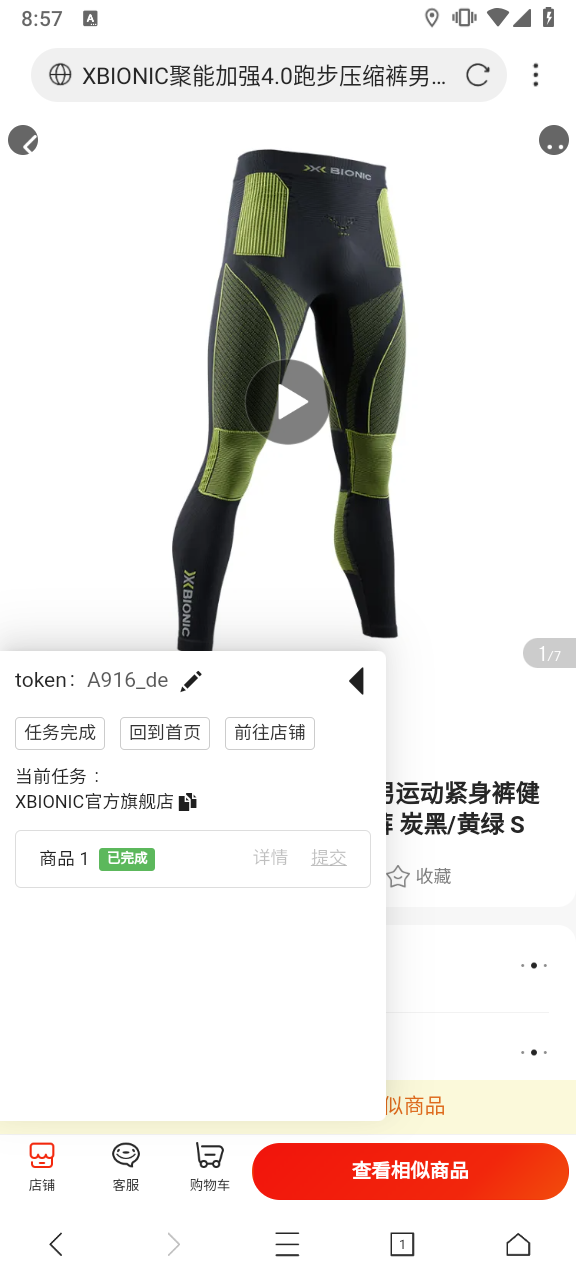 8:57
A
XBIONIC聚能加强4.0跑步压缩裤男...
X BIONIC
XBIONIC
1/7
token: A916_de
任务完成 回到首页 前往店铺
当前任务：
XBIONIC官方旗舰店
商品 1 已完成 详情 提交
男运动紧身裤健
裤 炭黑/黄绿 S
收藏
似商品
店铺 客服 购物车 查看相似商品
1